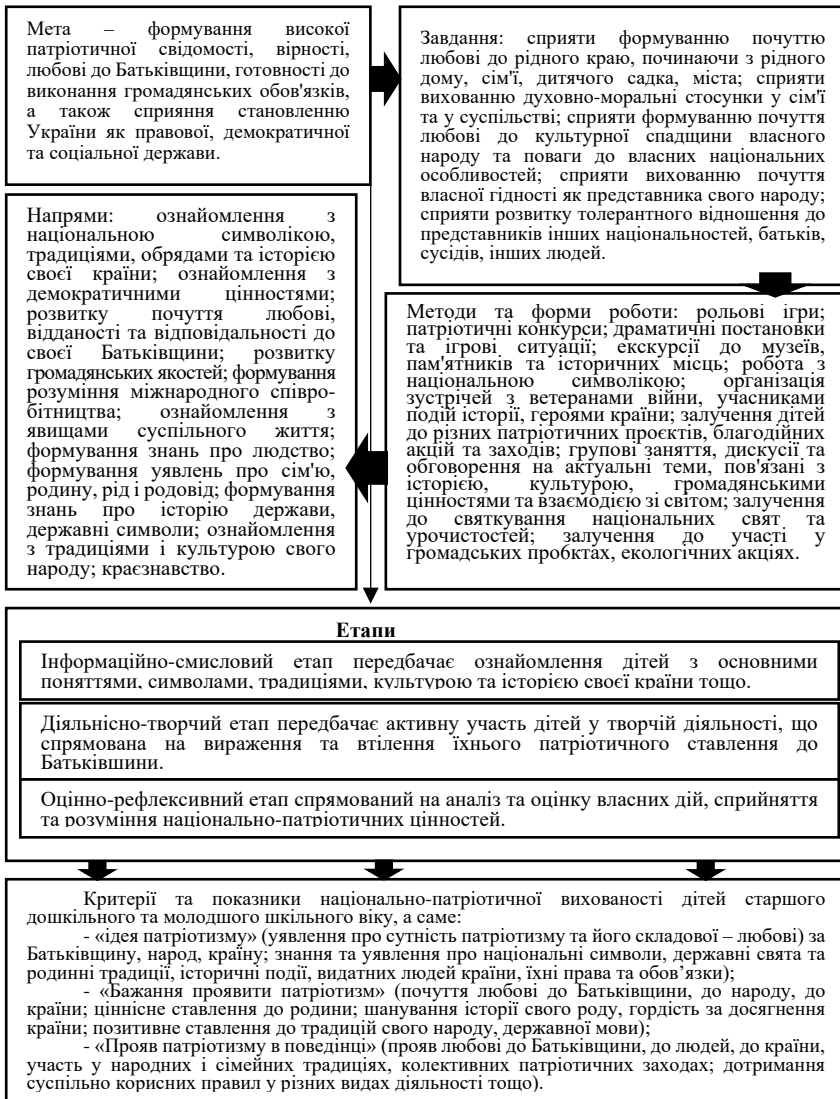 Мета – формування високої
патріотичної свідомості, вірності,
любові до Батьківщини, готовності до
виконання громадянських обов'язків,
а також сприяння становленню
України як правової, демократичної
та соціальної держави.
Завдання: сприяти формуванню почуттю
любові до рідного краю, починаючи з рідного
дому, сім'ї, дитячого садка, міста; сприяти
вихованню духовно-моральні стосунки у сім'ї
та у суспільстві; сприяти формуванню почуття
любові до культурної спадщини власного
народу та поваги до власних національних
особливостей; сприяти вихованню почуття
власної гідності як представника свого народу;
сприяти розвитку толерантного відношення до
представників інших національностей, батьків,
сусідів, інших людей.
Методи та форми роботи: рольові ігри;
патріотичні конкурси; драматичні постановки
та ігрові ситуації; екскурсії до музеїв,
пам'ятників та історичних місць; робота з
національною символікою; організація
зустрічей з ветеранами війни, учасниками
подій історії, героями країни; залучення дітей
до різних патріотичних проєктів, благодійних
акцій та заходів; групові заняття, дискусії та
обговорення на актуальні теми, пов'язані з
історією, культурою, громадянськими
цінностями та взаємодією зі світом; залучення
до святкування національних свят та
урочистостей; залучення до участі у
громадських про6ктах, екологічних акціях.
Напрями: ознайомлення з
національною символікою,
традиціями, обрядами та історією
своєї країни; ознайомлення з
демократичними цінностями;
розвитку почуття любові,
відданості та відповідальності до
своєї Батьківщини; розвитку
громадянських якостей; формування
розуміння міжнародного співро-
бітництва; ознайомлення з
явищами суспільного життя;
формування знань про людство;
формування уявлень про сім'ю,
родину, рід і родовід; формування
знань про історію держави,
державні символи; ознайомлення
з традиціями і культурою свого
народу; краєзнавство.
Етапи
Інформаційно-смисловий етап передбачає ознайомлення дітей з основними
поняттями, символами, традиціями, культурою та історією своєї країни тощо.
Діяльнісно-творчий етап передбачає активну участь дітей у творчій діяльності, що
спрямована на вираження та втілення їхнього патріотичного ставлення до
Батьківщини.
Оцінно-рефлексивний етап спрямований на аналіз та оцінку власних дій, сприйняття
та розуміння національно-патріотичних цінностей.
Критерії та показники національно-патріотичної вихованості дітей старшого
дошкільного та молодшого шкільного віку, а саме:
- «ідея патріотизму» (уявлення про сутність патріотизму та його складової – любові) за
Батьківщину, народ, країну; знання та уявлення про національні символи, державні свята та
родинні традиції, історичні події, видатних людей країни, їхні права та обов’язки);
- «Бажання проявити патріотизм» (почуття любові до Батьківщини, до народу, до
країни; ціннісне ставлення до родини; шанування історії свого роду, гордість за досягнення
країни; позитивне ставлення до традицій свого народу, державної мови);
- «Прояв патріотизму в поведінці» (прояв любові до Батьківщини, до людей, до країни,
участь у народних і сімейних традиціях, колективних патріотичних заходах; дотримання
суспільно корисних правил у різних видах діяльності тощо).